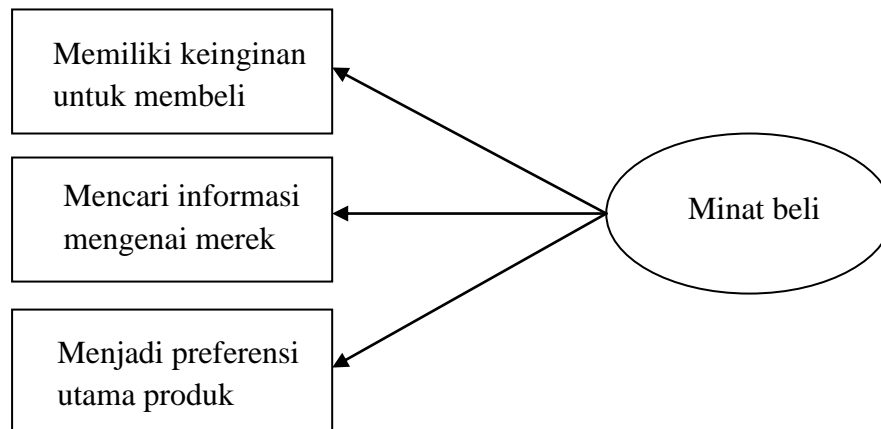 Memiliki keinginan
untuk membeli
Mencari informasi
mengenai merek
Minat beli
Menjadi preferensi
utama produk